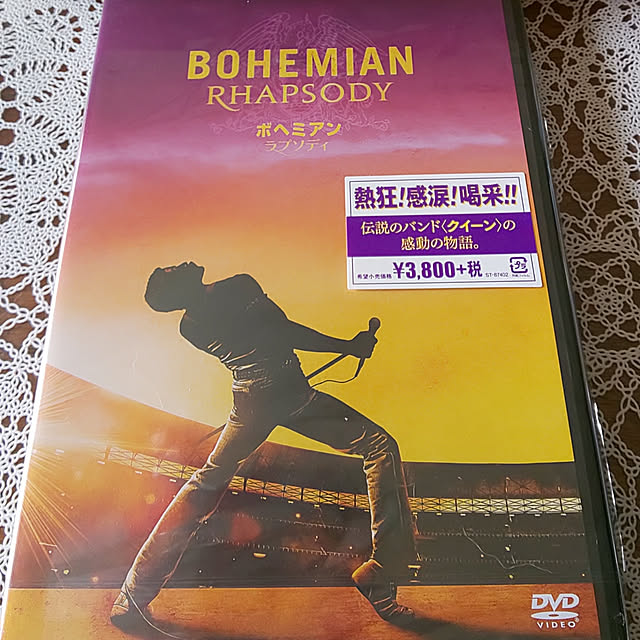 BOHEMIAN
RHAPSODY
ボヘミアン
ラプソディ
熱狂!感涙!喝采!!
伝説のバンド〈クイーン〉の
感動の物語。
希望小売価格 ¥3,800+税 ST-87402
DVD
VIDEO